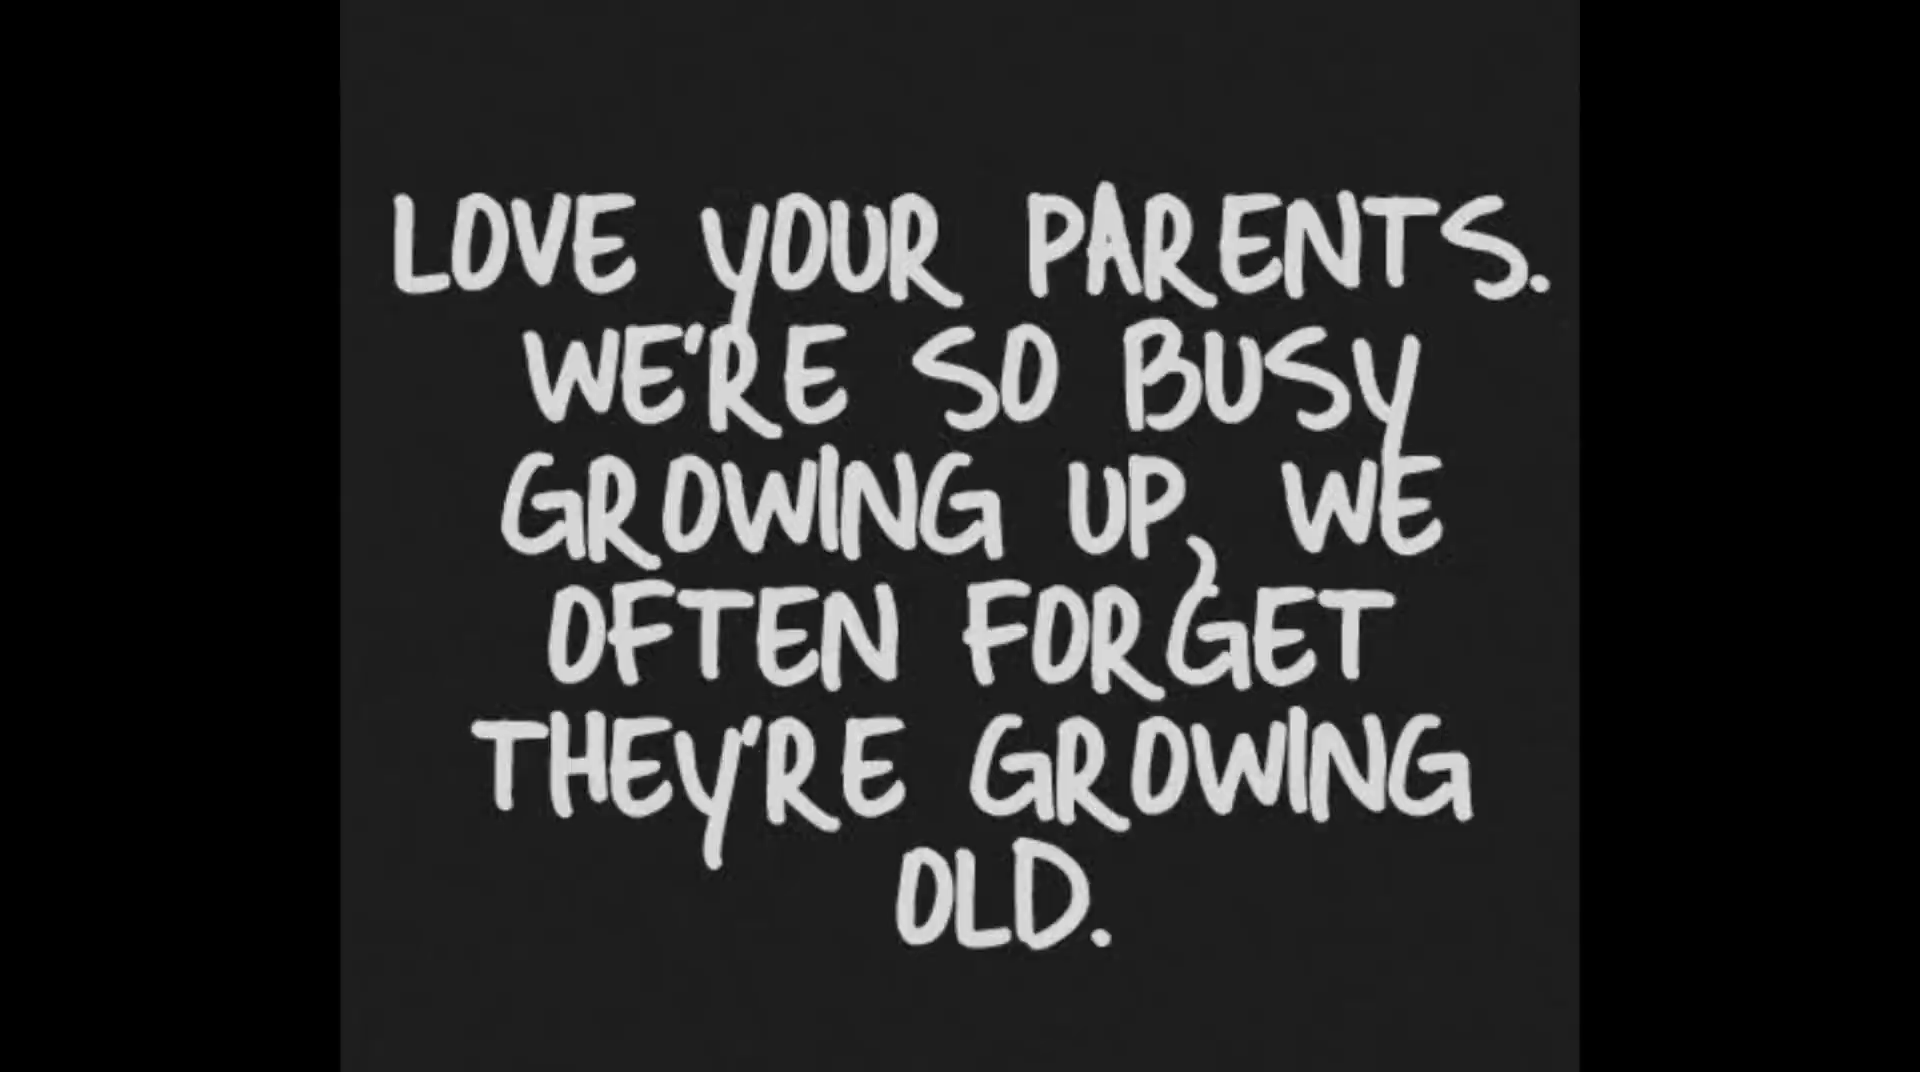 LOVE YOUR PARENTS.
WE'RE SO BUSY
GROWING UP, WE
OFTEN FORGET
THEY'RE GROWING
OLD.